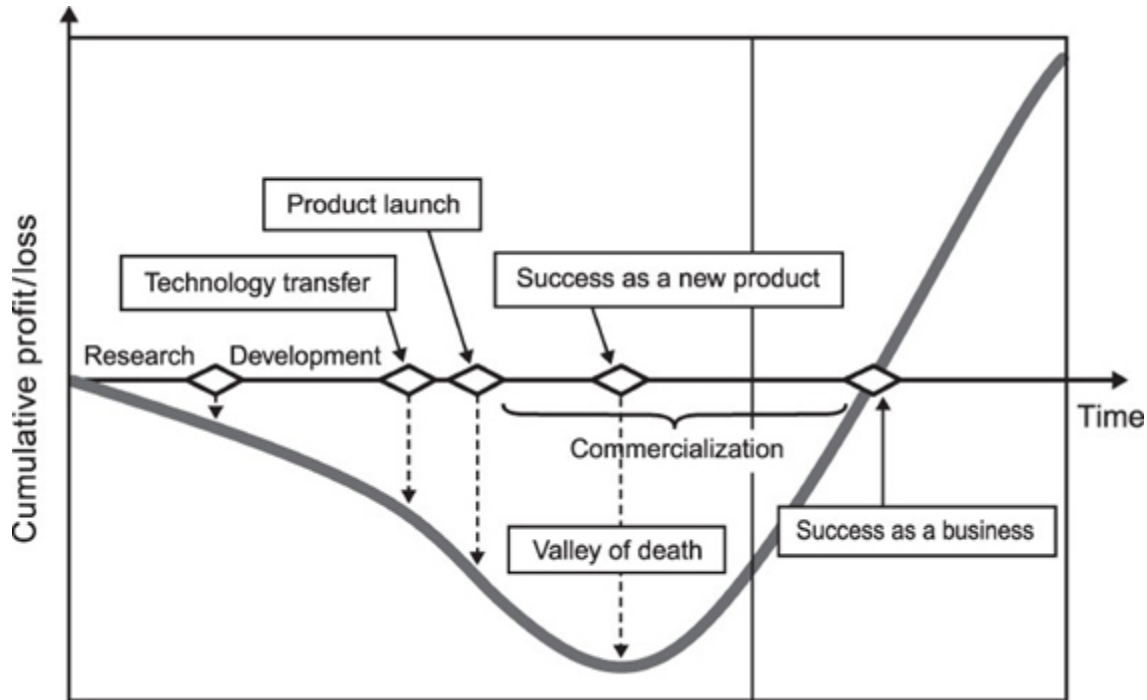 Cumulative profit/loss
Product launch
Technology transfer
Success as a new product
Research
Development
Time
Commercialization
Valley of death
Success as a business